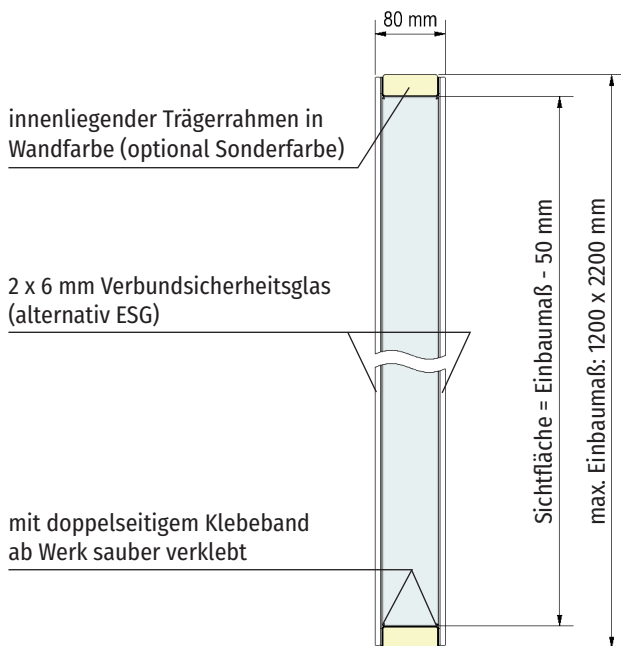 80 mm
innenliegender Trägerrahmen in
Wandfarbe (optional Sonderfarbe)
2 x 6 mm Verbundsicherheitsglas
(alternativ ESG)
mit doppelseitigem Klebeband
ab Werk sauber verklebt
Sichtfläche = Einbaumaß - 50 mm
max. Einbaumaß: 1200 x 2200 mm